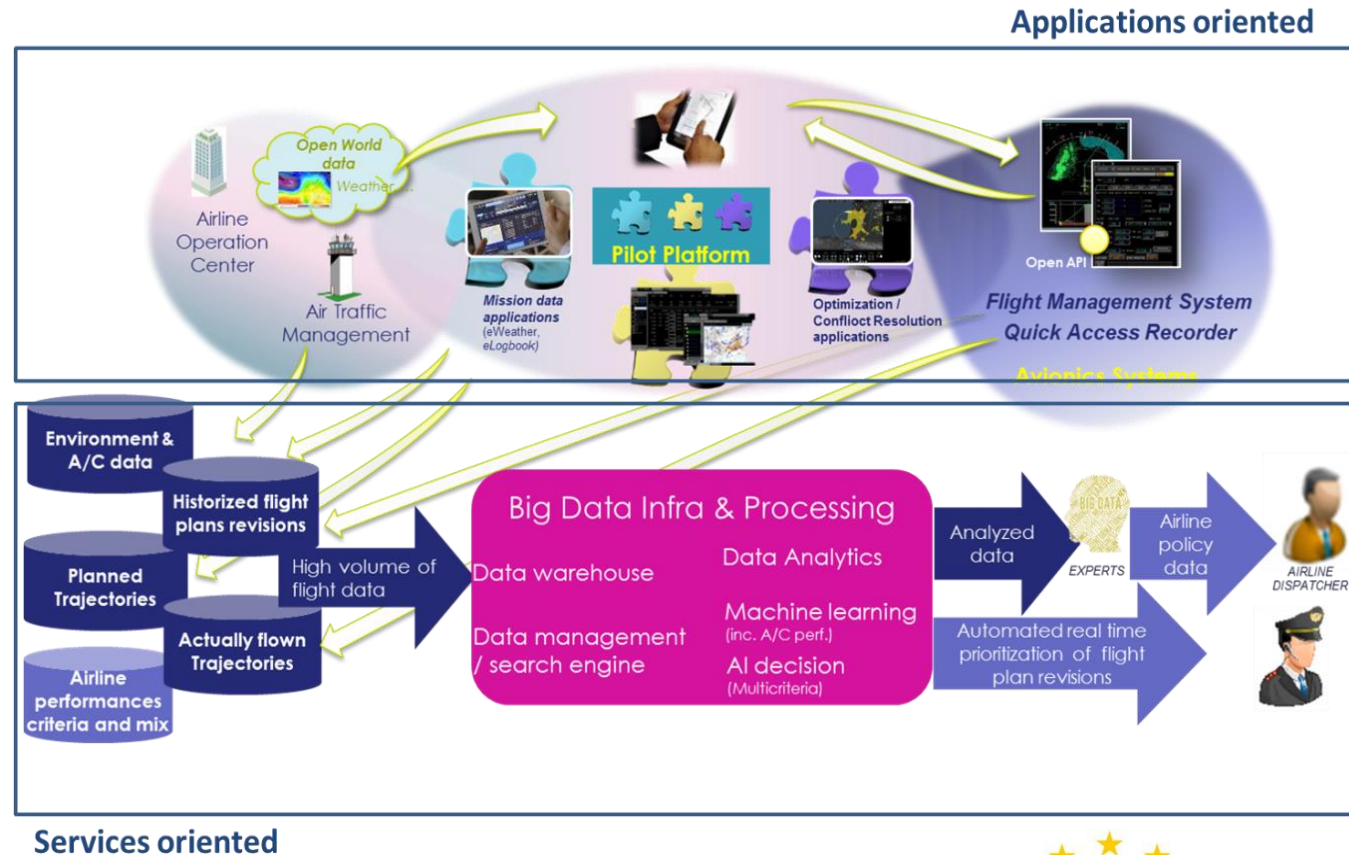 Applications oriented
Open World
data
Weather, ...
Airline
Operation
Center
Air Traffic
Management
Mission data
applications
(eWeather,
eLogbook)
Pilot Platform
Optimization /
Conflioct Resolution
applications
Open API
Flight Management System
Quick Access Recorder
Avionics Systems
Environment &
A/C data
Historized flight
plans revisions
Planned
Trajectories
Actually flown
Trajectories
Airline
performances
criteria and mix
High volume of
flight data
Big Data Infra & Processing
Data warehouse
Data management
/ search engine
Data Analytics
Machine learning
(inc. A/C perf.)
AI decision
(Multicriteria)
Analyzed
data
BIG DATA
EXPERTS
Airline
policy
data
AIRLINE
DISPATCHER
Automated real time
prioritization of flight
plan revisions
Services oriented